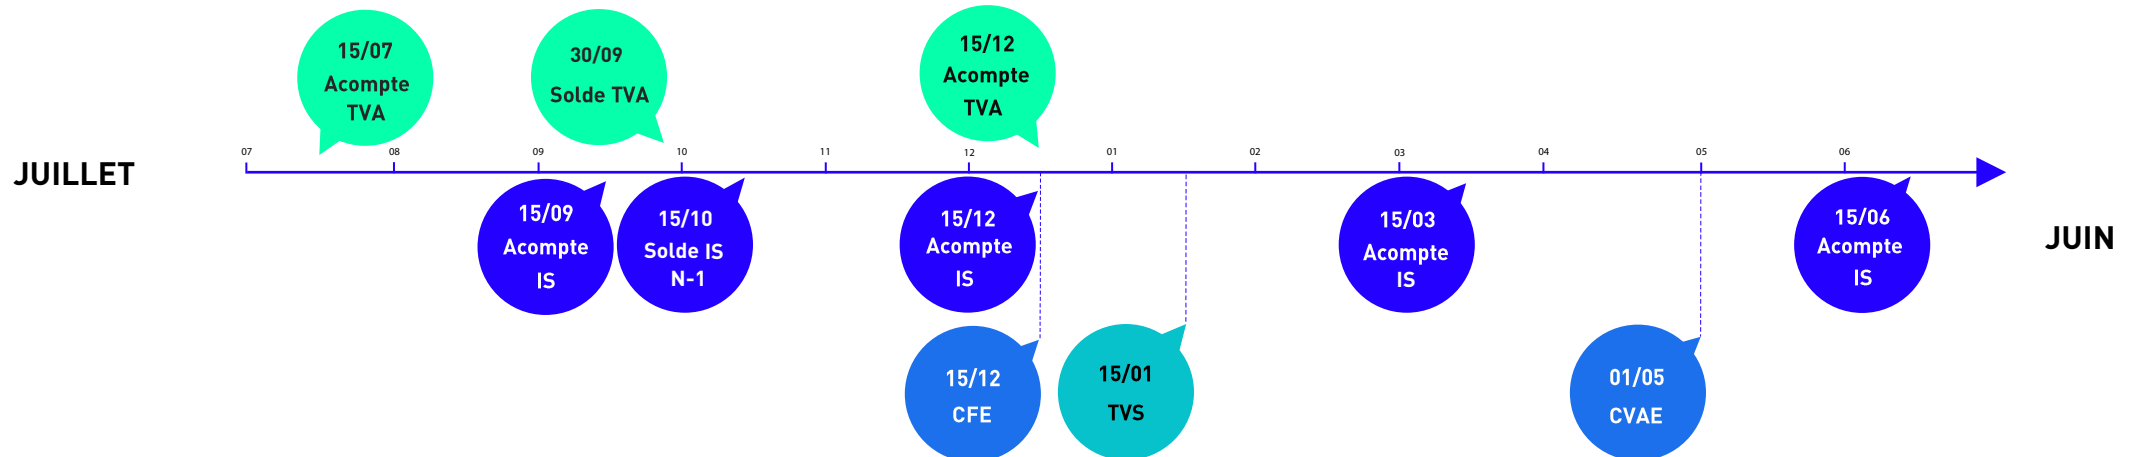 15/07
Acompte
TVA
30/09
Solde TVA
15/12
Acompte
TVA
07
08
09
10
11
12
01
02
03
04
05
06
JUILLET
JUIN
15/09
Acompte
IS
15/10
Solde IS
N-1
15/12
Acompte
IS
15/03
Acompte
IS
15/06
Acompte
IS
15/12
CFE
15/01
TVS
01/05
CVAE